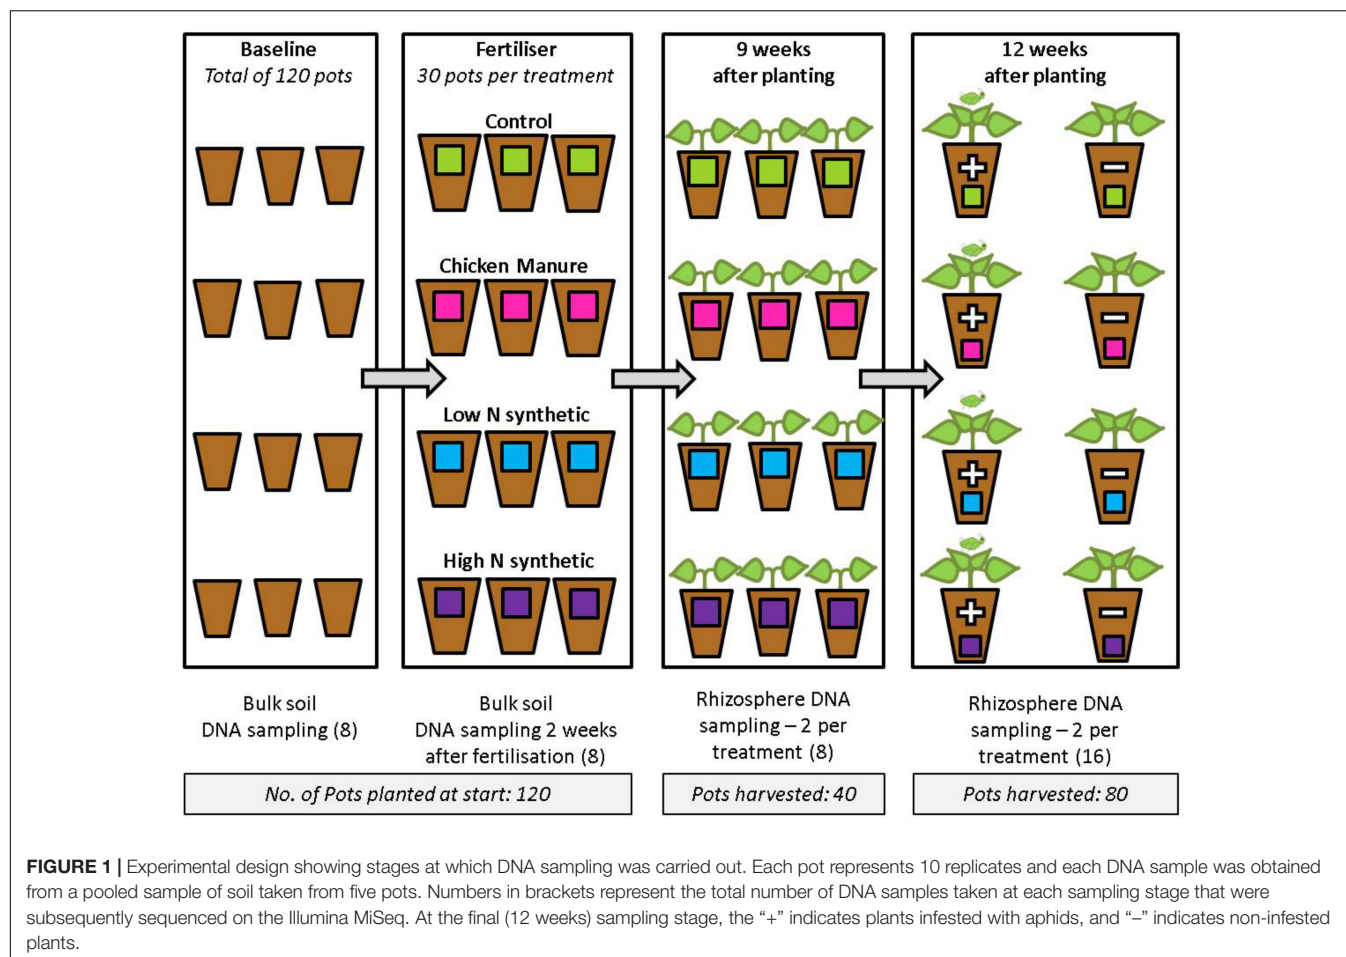 Baseline
Total of 120 pots
Fertiliser
30 pots per treatment
9 weeks
after planting
12 weeks
after planting
Control
Chicken Manure
Low N synthetic
High N synthetic
Bulk soil
DNA sampling (8)
Bulk soil
DNA sampling 2 weeks
after fertilisation (8)
Rhizosphere DNA
sampling – 2 per
treatment (8)
Rhizosphere DNA
sampling – 2 per
treatment (16)
No. of Pots planted at start: 120
Pots harvested: 40
Pots harvested: 80
FIGURE 1 | Experimental design showing stages at which DNA sampling was carried out. Each pot represents 10 replicates and each DNA sample was obtained
from a pooled sample of soil taken from five pots. Numbers in brackets represent the total number of DNA samples taken at each sampling stage that were
subsequently sequenced on the Illumina MiSeq. At the final (12 weeks) sampling stage, the “+” indicates plants infested with aphids, and “–” indicates non-infested
plants.